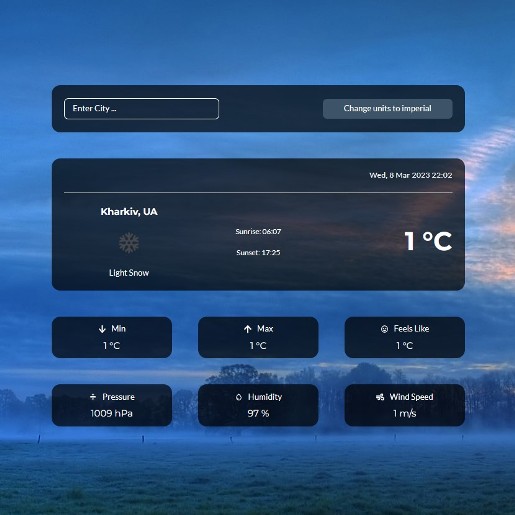 Enter City ...
Change units to imperial
Wed, 8 Mar 2023 22:02
Kharkiv, UA
Sunrise: 06:07
Sunset: 17:25
1 °C
Light Snow
Min
1 °C
Max
1 °C
Feels Like
1 °C
Pressure
1009 hPa
Humidity
97 %
Wind Speed
1 m/s